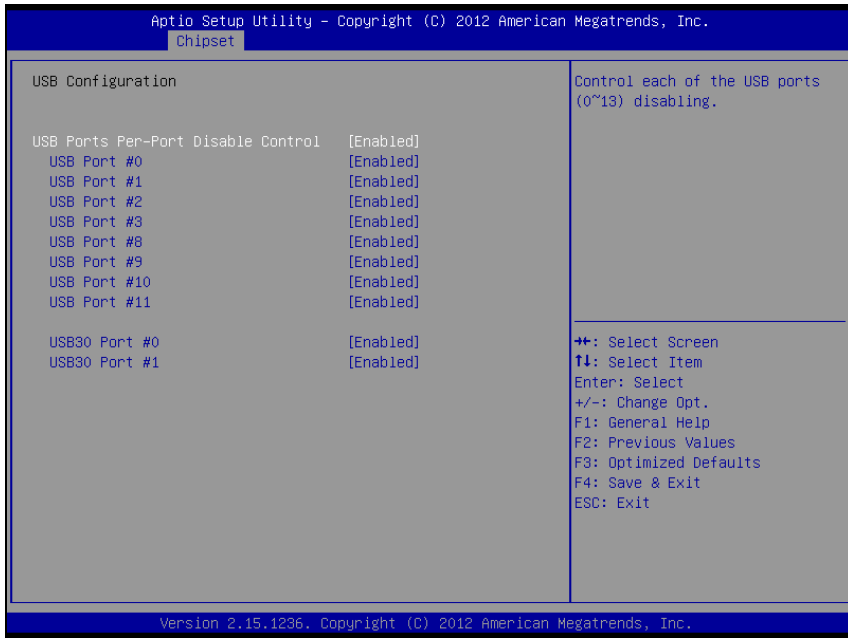 Aptio Setup Utility – Copyright (C) 2012 American Megatrends, Inc.
Chipset
USB Configuration
USB Ports Per-Port Disable Control [Enabled]
USB Port #0 [Enabled]
USB Port #1 [Enabled]
USB Port #2 [Enabled]
USB Port #3 [Enabled]
USB Port #8 [Enabled]
USB Port #9 [Enabled]
USB Port #10 [Enabled]
USB Port #11 [Enabled]
USB30 Port #0 [Enabled]
USB30 Port #1 [Enabled]
Control each of the USB ports
(0~13) disabling.
→←: Select Screen
↑↓: Select Item
Enter: Select
+/-: Change Opt.
F1: General Help
F2: Previous Values
F3: Optimized Defaults
F4: Save & Exit
ESC: Exit
Version 2.15.1236. Copyright (C) 2012 American Megatrends, Inc.